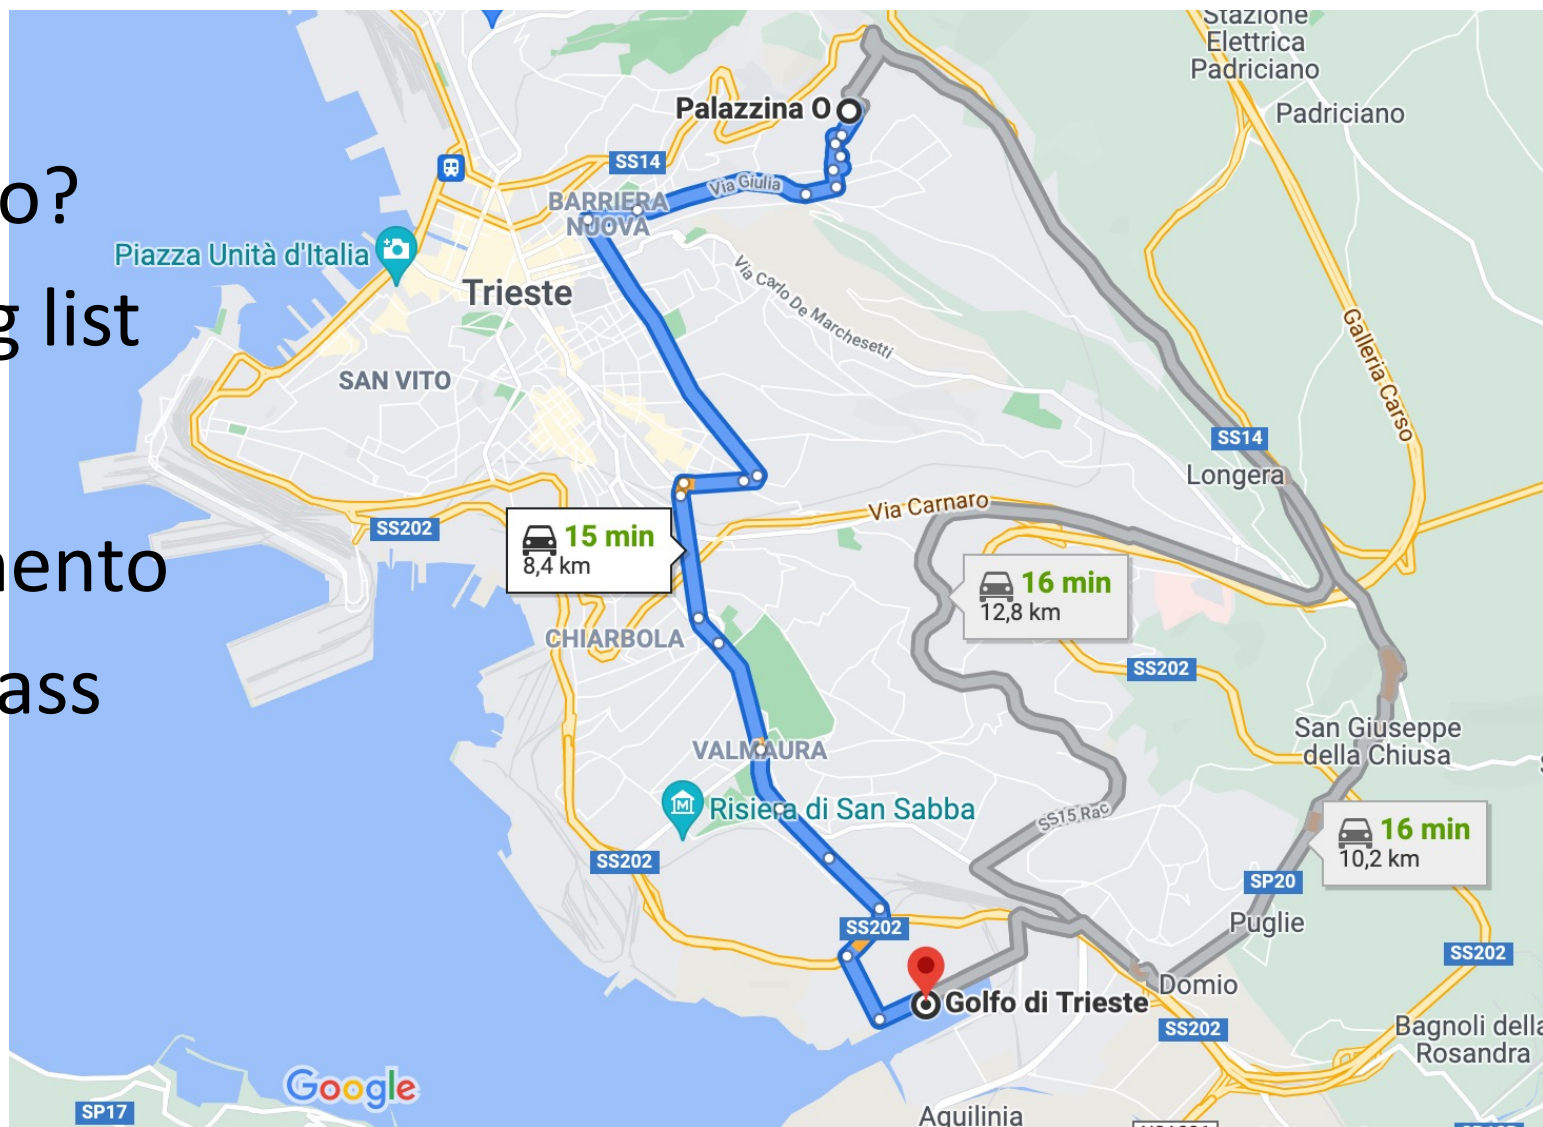 Stazione
Elettrica
Padriciano
Palazzina O
Padriciano
SS14
Via Giulia
o?
BARRIERA
NUOVA
Piazza Unità d'Italia
Via Carlo De Marchesetti
Trieste
g list
Galleria Carso
SAN VITO
SS14
Longera
Via Carnaro
SS202
15 min
8,4 km
mento
16 min
12,8 km
CHIARBOLA
SS202
ass
San Giuseppe
della Chiusa
VALMAURA
Risiera di San Sabba
SS15 Rac
16 min
10,2 km
SS202
SP20
Puglie
SS202
SS202
Domio
Golfo di Trieste
SS202
Bagnoli della
Rosandra
Google
SP17
Aquilinia